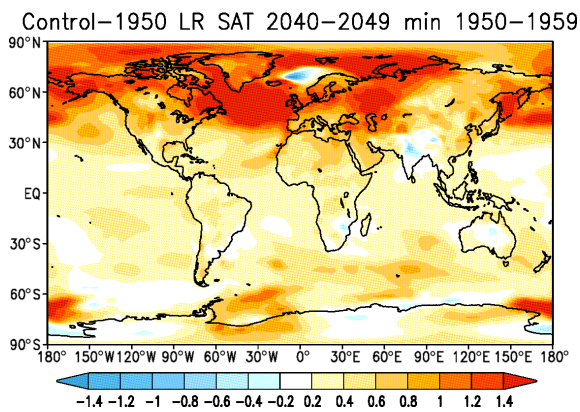 Control-1950 LR SAT 2040-2049 min 1950-1959
90°N
60°N
30°N
EQ
30°S
60°S
90°S
180° 150°W 120°W 90°W 60°W 30°W 0° 30°E 60°E 90°E 120°E 150°E 180°
-1.4 -1.2 -1 -0.8 -0.6 -0.4 -0.2 0.2 0.4 0.6 0.8 1 1.2 1.4